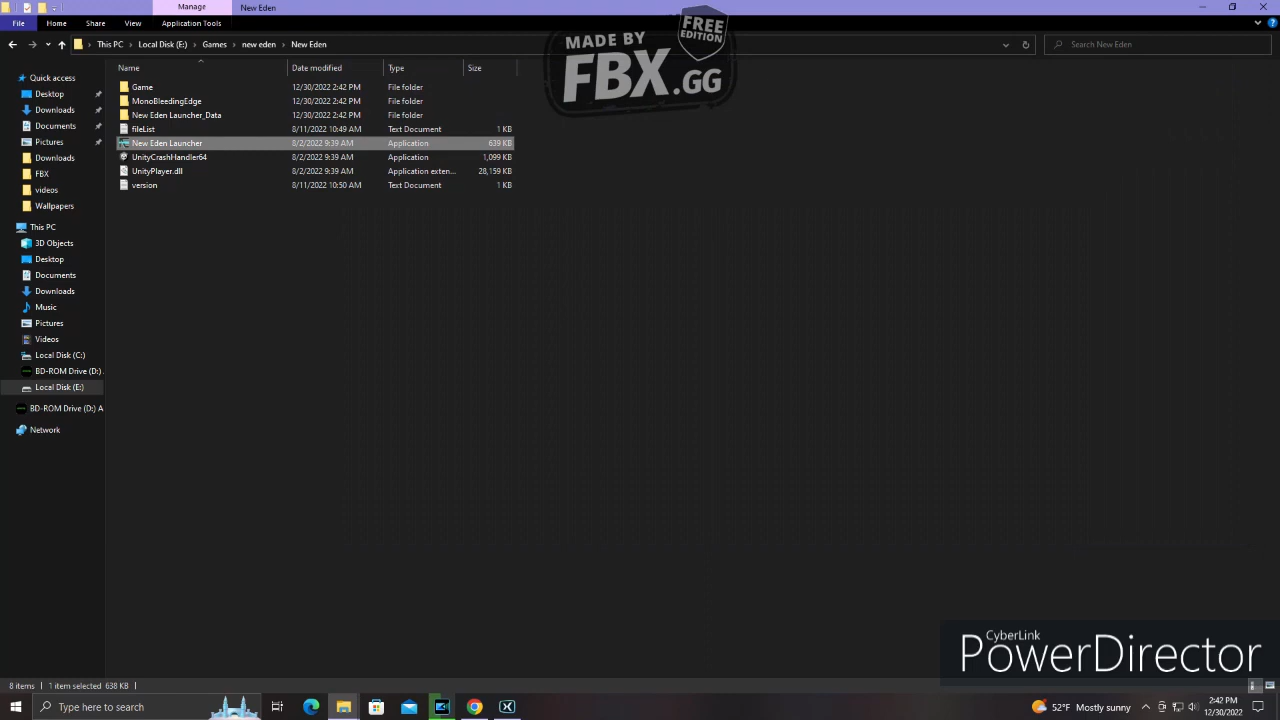 Manage
New Eden
File
Home
Share
View
Application Tools
This PC
Local Disk (E:)
Games
new eden
New Eden
Search New Eden
MADE BY
FBX.GG
FREE
EDITION
Name
Date modified
Type
Size
Game
12/30/2022 2:42 PM
File folder
MonoBleedingEdge
12/30/2022 2:42 PM
File folder
New Eden Launcher_Data
12/30/2022 2:42 PM
File folder
fileList
8/11/2022 10:49 AM
Text Document
1 KB
New Eden Launcher
8/2/2022 9:39 AM
Application
639 KB
UnityCrashHandler64
8/2/2022 9:39 AM
Application
1,099 KB
UnityPlayer.dll
8/2/2022 9:39 AM
Application exten...
28,159 KB
version
8/11/2022 10:50 AM
Text Document
1 KB
Quick access
Desktop
Downloads
Documents
Pictures
Downloads
FBX
videos
Wallpapers
This PC
3D Objects
Desktop
Documents
Downloads
Music
Pictures
Videos
Local Disk (C:)
BD-ROM Drive (D:) .
Local Disk (E:)
BD-ROM Drive (D:) A
Network
CyberLink
PowerDirector
8 items
1 item selected 638 KB
Type here to search
52°F Mostly sunny
2:42 PM
12/30/2022